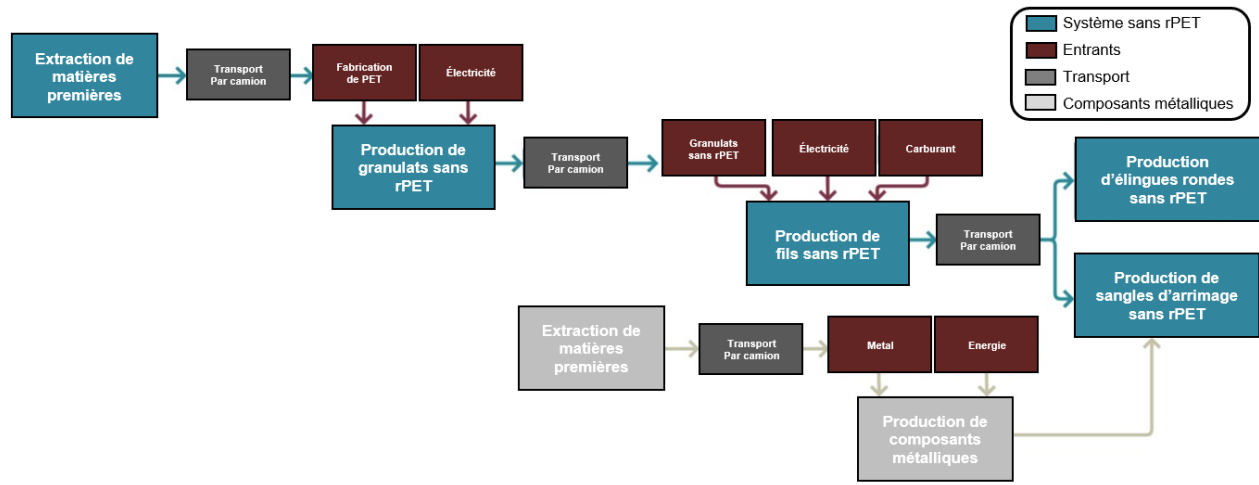 Système sans rPET
Entrants
Transport
Composants métalliques
Extraction de
matières
premières
Transport
Par camion
Fabrication
de PET
Électricité
Production de
granulats sans
rPET
Transport
Par camion
Granulats
sans rPET
Électricité
Carburant
Production de
fils sans rPET
Transport
Par camion
Production
d'élingues rondes
sans rPET
Production de
sangles d'arrimage
sans rPET
Extraction de
matières
premières
Transport
Par camion
Metal
Energie
Production de
composants
métalliques